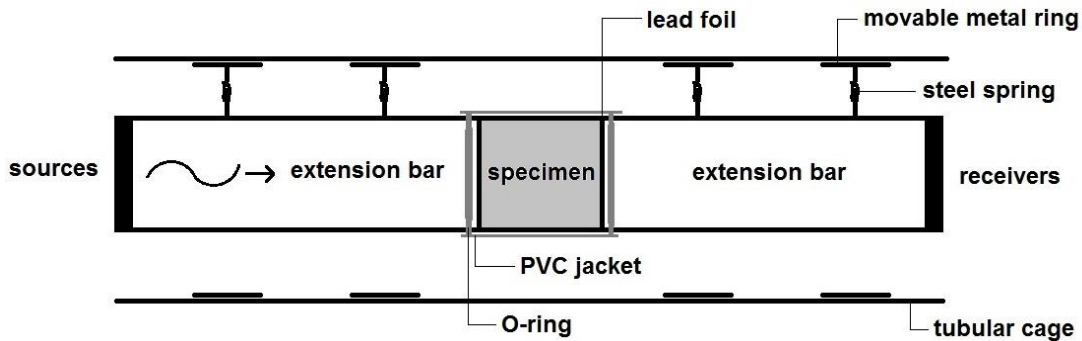 lead foil
movable metal ring
steel spring
sources
extension bar
specimen
extension bar
receivers
PVC jacket
O-ring
tubular cage